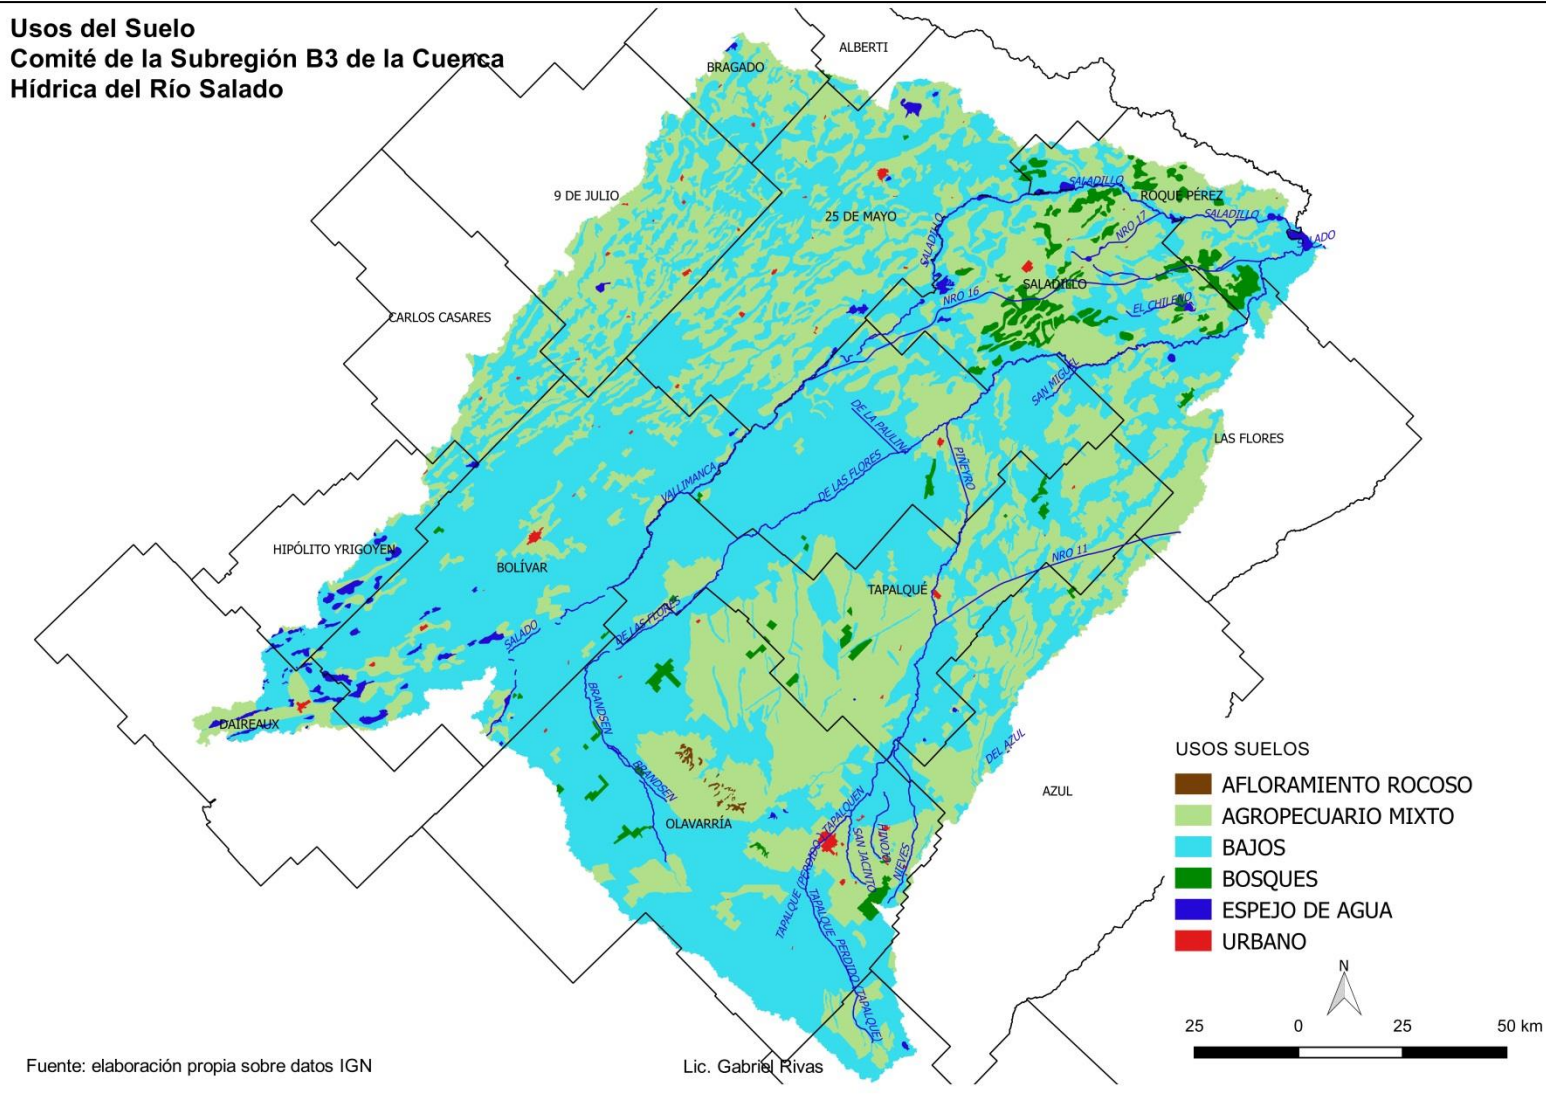 Usos del Suelo
Comité de la Subregión B3 de la Cuenca
Hídrica del Río Salado
ALBERTI
BRAGADO
9 DE JULIO
25 DE MAYO
SALADILLO
ROQUE PÉREZ
SALADILLO
SALADO
NRO 17
SALADILLO
SALADILLO
NRO 16
EL CHILENO
CARLOS CASARES
SAN MIGUEL
DE LA PAULINA
LAS FLORES
PIÑEYRO
DE LAS FLORES
VALLIMANCA
HIPÓLITO YRIGOYEN
BOLÍVAR
NRO 11
TAPALQUÉ
DE LAS FLORES
SALADO
BRANDSEN
DAIREAUX
DEL AZUL
BRANDSEN
AZUL
OLAVARRÍA
TAPALQUEN
TAPALQUE (PERDIDO)
SAN JACINTO
HINOJO
NIEVES
TAPALQUE PERDIDO (TAPALQUE)
USOS SUELOS
AFLORAMIENTO ROCOSO
AGROPECUARIO MIXTO
BAJOS
BOSQUES
ESPEJO DE AGUA
URBANO
N
25 0 25 50 km
Fuente: elaboración propia sobre datos IGN
Lic. Gabriel Rivas